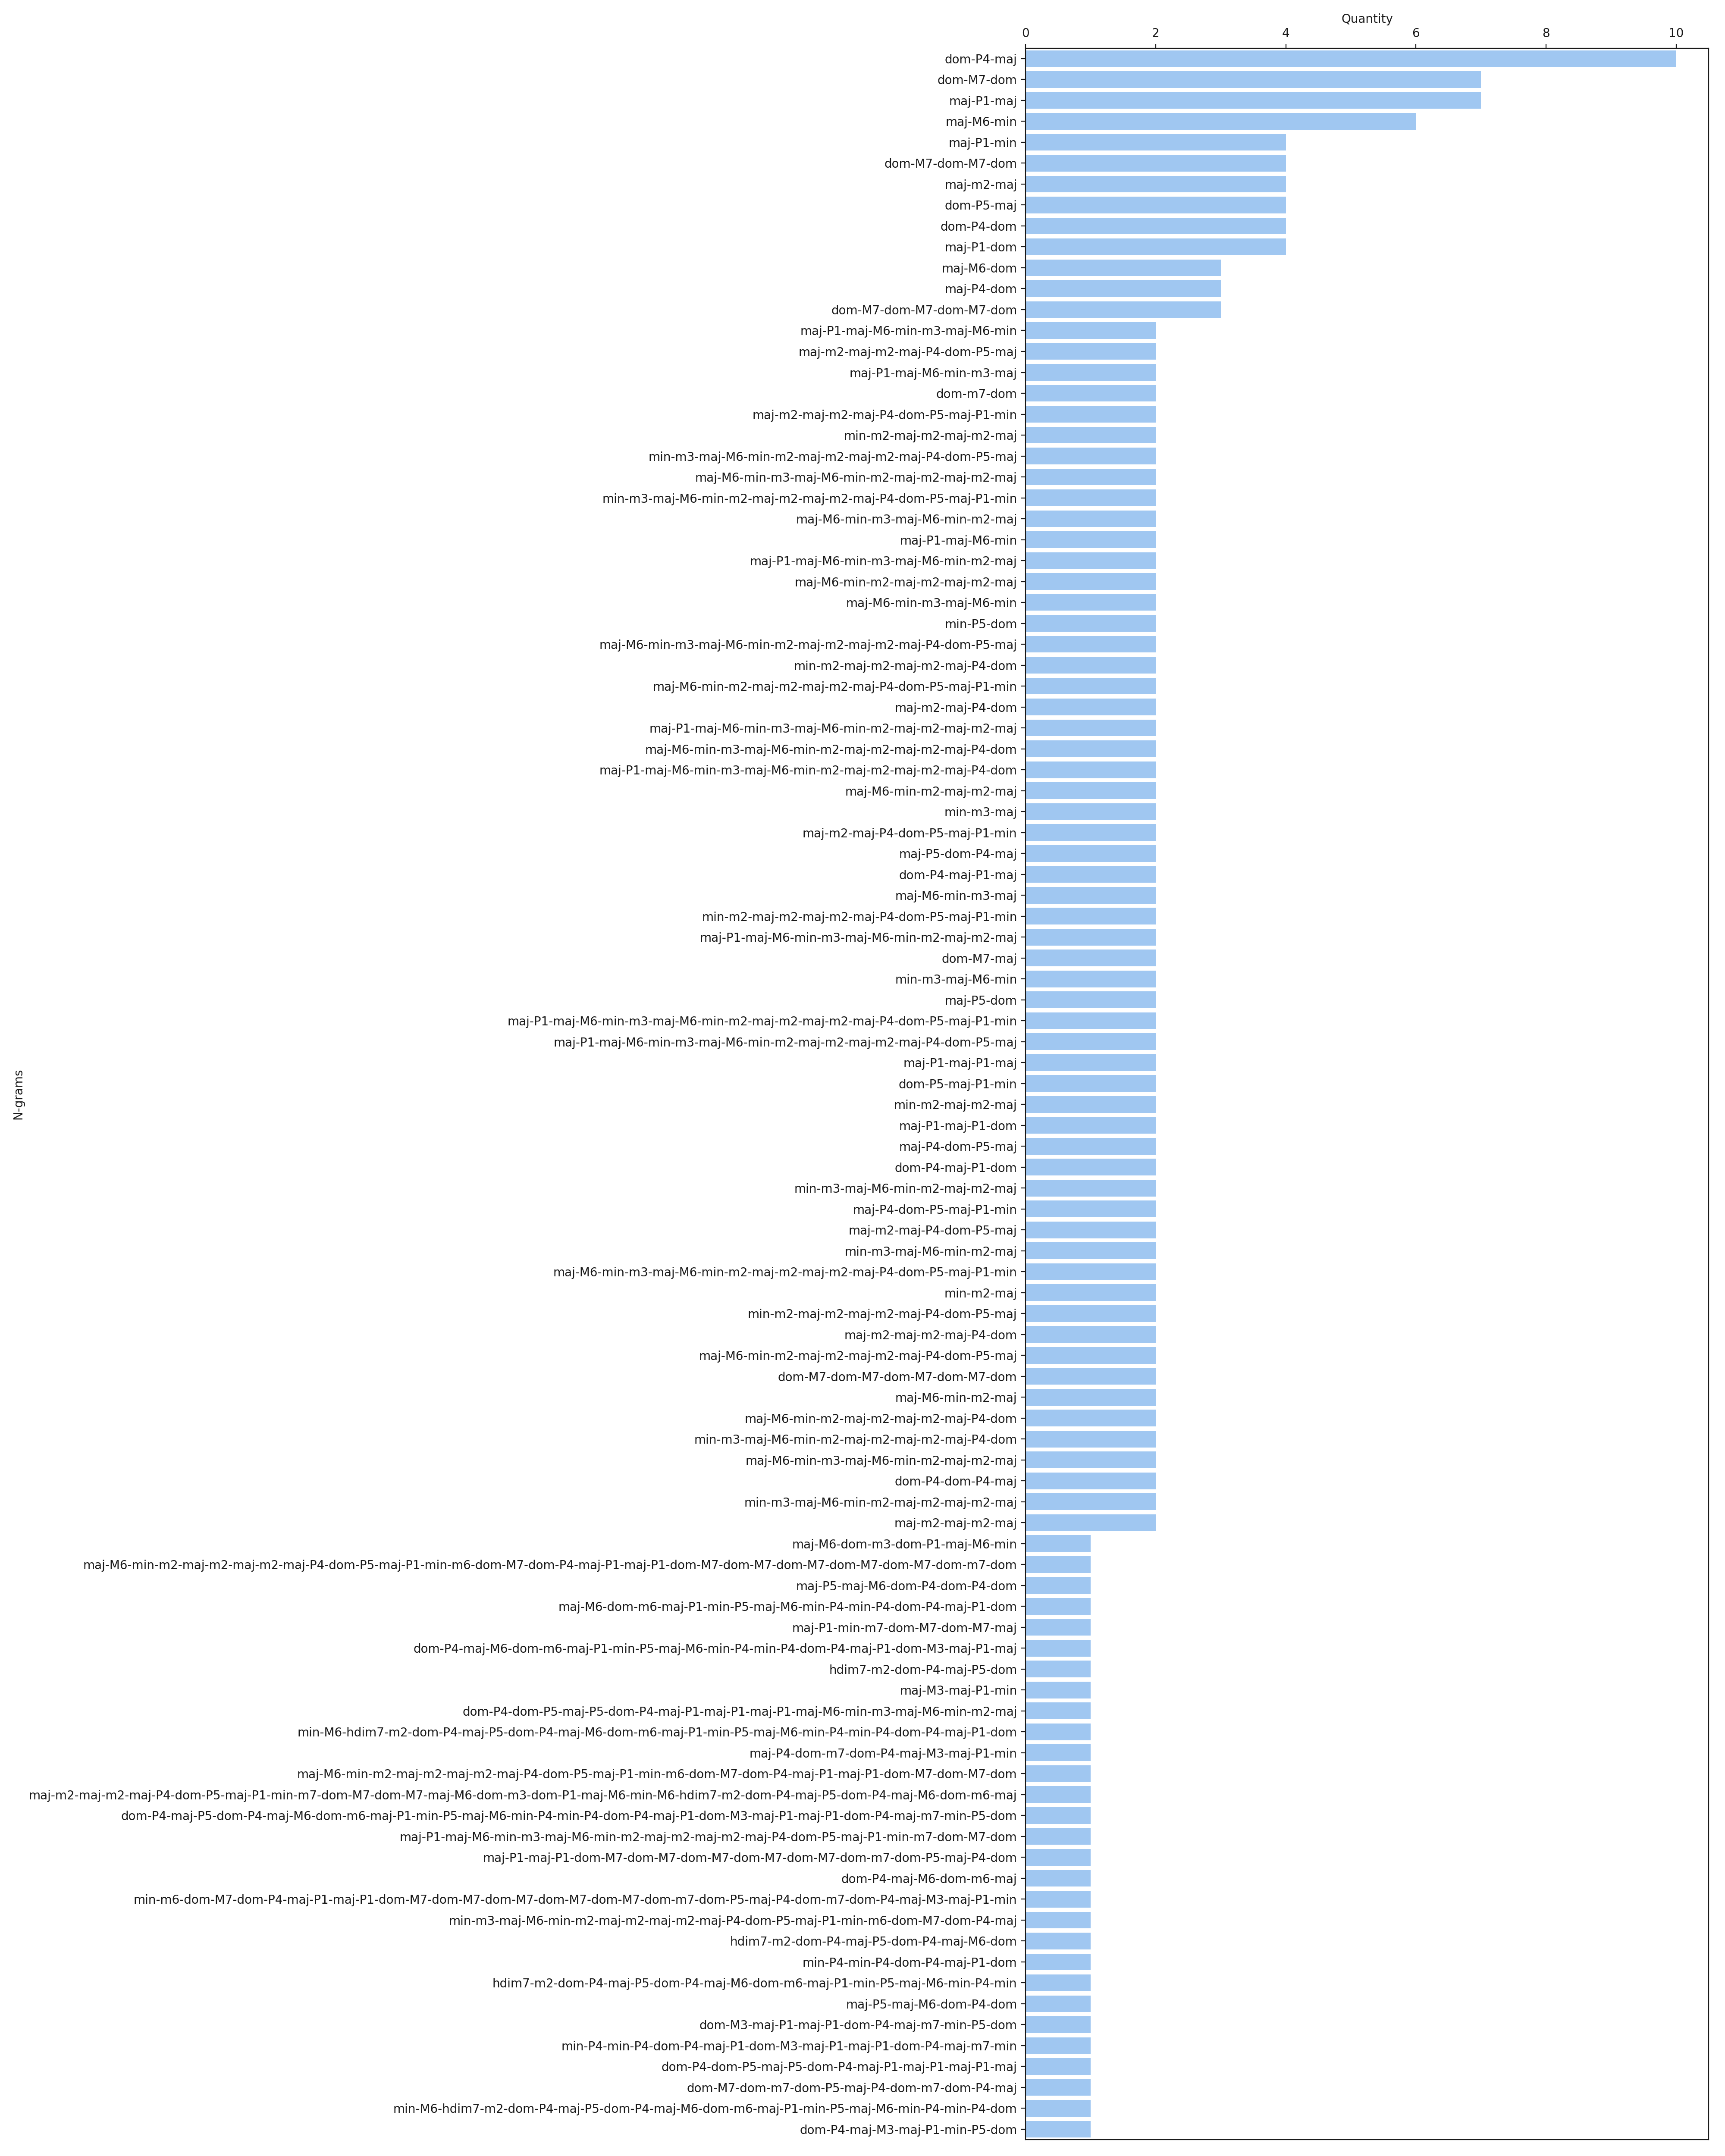 Quantity
0 2 4 6 8 10
dom-P4-maj
dom-M7-dom
maj-P1-maj
maj-M6-min
maj-P1-min
dom-M7-dom-M7-dom
maj-m2-maj
dom-P5-maj
dom-P4-dom
maj-P1-dom
maj-M6-dom
maj-P4-dom
dom-M7-dom-M7-dom-M7-dom
maj-P1-maj-M6-min-m3-maj-M6-min
maj-m2-maj-m2-maj-P4-dom-P5-maj
maj-P1-maj-M6-min-m3-maj
dom-m7-dom
maj-m2-maj-m2-maj-P4-dom-P5-maj-P1-min
min-m2-maj-m2-maj-m2-maj
min-m3-maj-M6-min-m2-maj-m2-maj-m2-maj-P4-dom-P5-maj
maj-M6-min-m3-maj-M6-min-m2-maj-m2-maj-m2-maj
min-m3-maj-M6-min-m2-maj-m2-maj-m2-maj-P4-dom-P5-maj-P1-min
maj-M6-min-m3-maj-M6-min-m2-maj
maj-P1-maj-M6-min
maj-P1-maj-M6-min-m3-maj-M6-min-m2-maj
maj-M6-min-m2-maj-m2-maj-m2-maj
maj-M6-min-m3-maj-M6-min
min-P5-dom
maj-M6-min-m3-maj-M6-min-m2-maj-m2-maj-m2-maj-P4-dom-P5-maj
min-m2-maj-m2-maj-m2-maj-P4-dom
maj-M6-min-m2-maj-m2-maj-m2-maj-P4-dom-P5-maj-P1-min
maj-m2-maj-P4-dom
maj-P1-maj-M6-min-m3-maj-M6-min-m2-maj-m2-maj-m2-maj
maj-M6-min-m3-maj-M6-min-m2-maj-m2-maj-m2-maj-P4-dom
maj-P1-maj-M6-min-m3-maj-M6-min-m2-maj-m2-maj-m2-maj-P4-dom
maj-M6-min-m2-maj-m2-maj
min-m3-maj
maj-m2-maj-P4-dom-P5-maj-P1-min
maj-P5-dom-P4-maj
dom-P4-maj-P1-maj
maj-M6-min-m3-maj
min-m2-maj-m2-maj-m2-maj-P4-dom-P5-maj-P1-min
maj-P1-maj-M6-min-m3-maj-M6-min-m2-maj-m2-maj
dom-M7-maj
min-m3-maj-M6-min
maj-P5-dom
maj-P1-maj-M6-min-m3-maj-M6-min-m2-maj-m2-maj-m2-maj-P4-dom-P5-maj-P1-min
maj-P1-maj-M6-min-m3-maj-M6-min-m2-maj-m2-maj-m2-maj-P4-dom-P5-maj
maj-P1-maj-P1-maj
dom-P5-maj-P1-min
min-m2-maj-m2-maj
maj-P1-maj-P1-dom
maj-P4-dom-P5-maj
dom-P4-maj-P1-dom
min-m3-maj-M6-min-m2-maj-m2-maj
maj-P4-dom-P5-maj-P1-min
maj-m2-maj-P4-dom-P5-maj
min-m3-maj-M6-min-m2-maj
maj-M6-min-m3-maj-M6-min-m2-maj-m2-maj-m2-maj-P4-dom-P5-maj-P1-min
min-m2-maj
min-m2-maj-m2-maj-m2-maj-P4-dom-P5-maj
maj-m2-maj-m2-maj-P4-dom
maj-M6-min-m2-maj-m2-maj-m2-maj-P4-dom-P5-maj
dom-M7-dom-M7-dom-M7-dom-M7-dom
maj-M6-min-m2-maj
maj-M6-min-m2-maj-m2-maj-m2-maj-P4-dom
min-m3-maj-M6-min-m2-maj-m2-maj-m2-maj-P4-dom
maj-M6-min-m3-maj-M6-min-m2-maj-m2-maj
dom-P4-dom-P4-maj
min-m3-maj-M6-min-m2-maj-m2-maj-m2-maj
maj-m2-maj-m2-maj
maj-M6-dom-m3-dom-P1-maj-M6-min
maj-M6-min-m2-maj-m2-maj-m2-maj-P4-dom-P5-maj-P1-min-m6-dom-M7-dom-P4-maj-P1-maj-P1-dom-M7-dom-M7-dom-M7-dom-M7-dom-M7-dom-m7-dom
maj-P5-maj-M6-dom-P4-dom-P4-dom
maj-M6-dom-m6-maj-P1-min-P5-maj-M6-min-P4-min-P4-dom-P4-maj-P1-dom
maj-P1-min-m7-dom-M7-dom-M7-maj
dom-P4-maj-M6-dom-m6-maj-P1-min-P5-maj-M6-min-P4-min-P4-dom-P4-maj-P1-dom-M3-maj-P1-maj
hdim7-m2-dom-P4-maj-P5-dom
maj-M3-maj-P1-min
dom-P4-dom-P5-maj-P5-dom-P4-maj-P1-maj-P1-maj-P1-maj-M6-min-m3-maj-M6-min-m2-maj
min-M6-hdim7-m2-dom-P4-maj-P5-dom-P4-maj-M6-dom-m6-maj-P1-min-P5-maj-M6-min-P4-min-P4-dom-P4-maj-P1-dom
maj-P4-dom-m7-dom-P4-maj-M3-maj-P1-min
maj-M6-min-m2-maj-m2-maj-m2-maj-P4-dom-P5-maj-P1-min-m6-dom-M7-dom-P4-maj-P1-maj-P1-dom-M7-dom-M7-dom
maj-m2-maj-m2-maj-P4-dom-P5-maj-P1-min-m7-dom-M7-dom-M7-maj-M6-dom-m3-dom-P1-maj-M6-min-M6-hdim7-m2-dom-P4-maj-P5-dom-P4-maj-M6-dom-m6-maj
dom-P4-maj-P5-dom-P4-maj-M6-dom-m6-maj-P1-min-P5-maj-M6-min-P4-min-P4-dom-P4-maj-P1-dom-M3-maj-P1-maj-P1-dom-P4-maj-m7-min-P5-dom
maj-P1-maj-M6-min-m3-maj-M6-min-m2-maj-m2-maj-m2-maj-P4-dom-P5-maj-P1-min-m7-dom-M7-dom
maj-P1-maj-P1-dom-M7-dom-M7-dom-M7-dom-M7-dom-M7-dom-m7-dom-P5-maj-P4-dom
dom-P4-maj-M6-dom-m6-maj
min-m6-dom-M7-dom-P4-maj-P1-maj-P1-dom-M7-dom-M7-dom-M7-dom-M7-dom-M7-dom-m7-dom-P5-maj-P4-dom-m7-dom-P4-maj-M3-maj-P1-min
min-m3-maj-M6-min-m2-maj-m2-maj-m2-maj-P4-dom-P5-maj-P1-min-m6-dom-M7-dom-P4-maj
hdim7-m2-dom-P4-maj-P5-dom-P4-maj-M6-dom
min-P4-min-P4-dom-P4-maj-P1-dom
hdim7-m2-dom-P4-maj-P5-dom-P4-maj-M6-dom-m6-maj-P1-min-P5-maj-M6-min-P4-min
maj-P5-maj-M6-dom-P4-dom
dom-M3-maj-P1-maj-P1-dom-P4-maj-m7-min-P5-dom
min-P4-min-P4-dom-P4-maj-P1-dom-M3-maj-P1-maj-P1-dom-P4-maj-m7-min
dom-P4-dom-P5-maj-P5-dom-P4-maj-P1-maj-P1-maj-P1-maj
dom-M7-dom-m7-dom-P5-maj-P4-dom-m7-dom-P4-maj
min-M6-hdim7-m2-dom-P4-maj-P5-dom-P4-maj-M6-dom-m6-maj-P1-min-P5-maj-M6-min-P4-min-P4-dom
dom-P4-maj-M3-maj-P1-min-P5-dom
N-grams